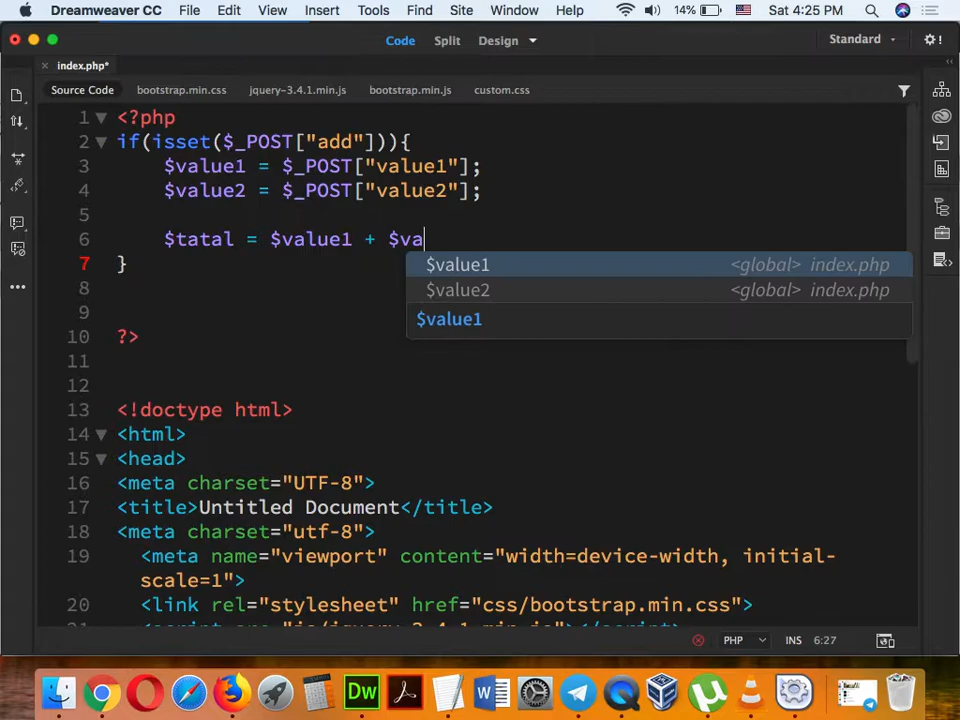 Dreamweaver CC File Edit View Insert Tools Find Site Window Help 14% Sat 4:25 PM
Code Split Design Standard
index.php*
Source Code bootstrap.min.css jquery-3.4.1.min.js bootstrap.min.js custom.css
1 <?php
2 if(isset($_POST["add"])){
3 $value1 = $_POST["value1"];
4 $value2 = $_POST["value2"];
5
6 $tatal = $value1 + $va
$value1 <global> index.php
7 }
$value2 <global> index.php
8
$value1
9
10 ?>
11
12
13 <!doctype html>
14 <html>
15 <head>
16 <meta charset="UTF-8">
17 <title>Untitled Document</title>
18 <meta charset="utf-8">
19 <meta name="viewport" content="width=device-width, initial-
scale=1">
20 <link rel="stylesheet" href="css/bootstrap.min.css">
PHP INS 6:27
Dw W